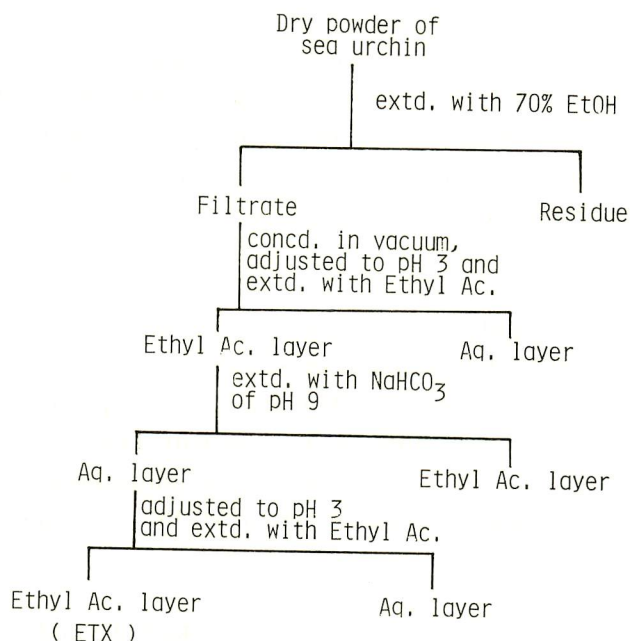 Dry powder of
sea urchin
extd. with 70% EtOH
Filtrate
Residue
concd. in vacuum,
adjusted to pH 3 and
extd. with Ethyl Ac.
Ethyl Ac. layer
Aq. layer
extd. with NaHCO3
of pH 9
Aq. layer
Ethyl Ac. layer
adjusted to pH 3
and extd. with Ethyl Ac.
Ethyl Ac. layer
Aq. layer
( ETX )